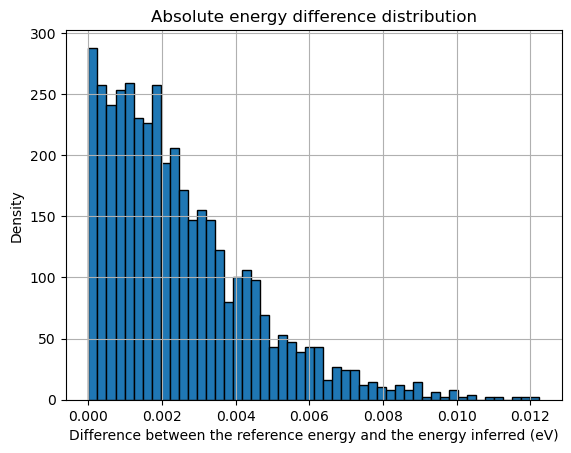 Absolute energy difference distribution
300
250
200
150
100
50
0
Density
0.000 0.002 0.004 0.006 0.008 0.010 0.012
Difference between the reference energy and the energy inferred (eV)